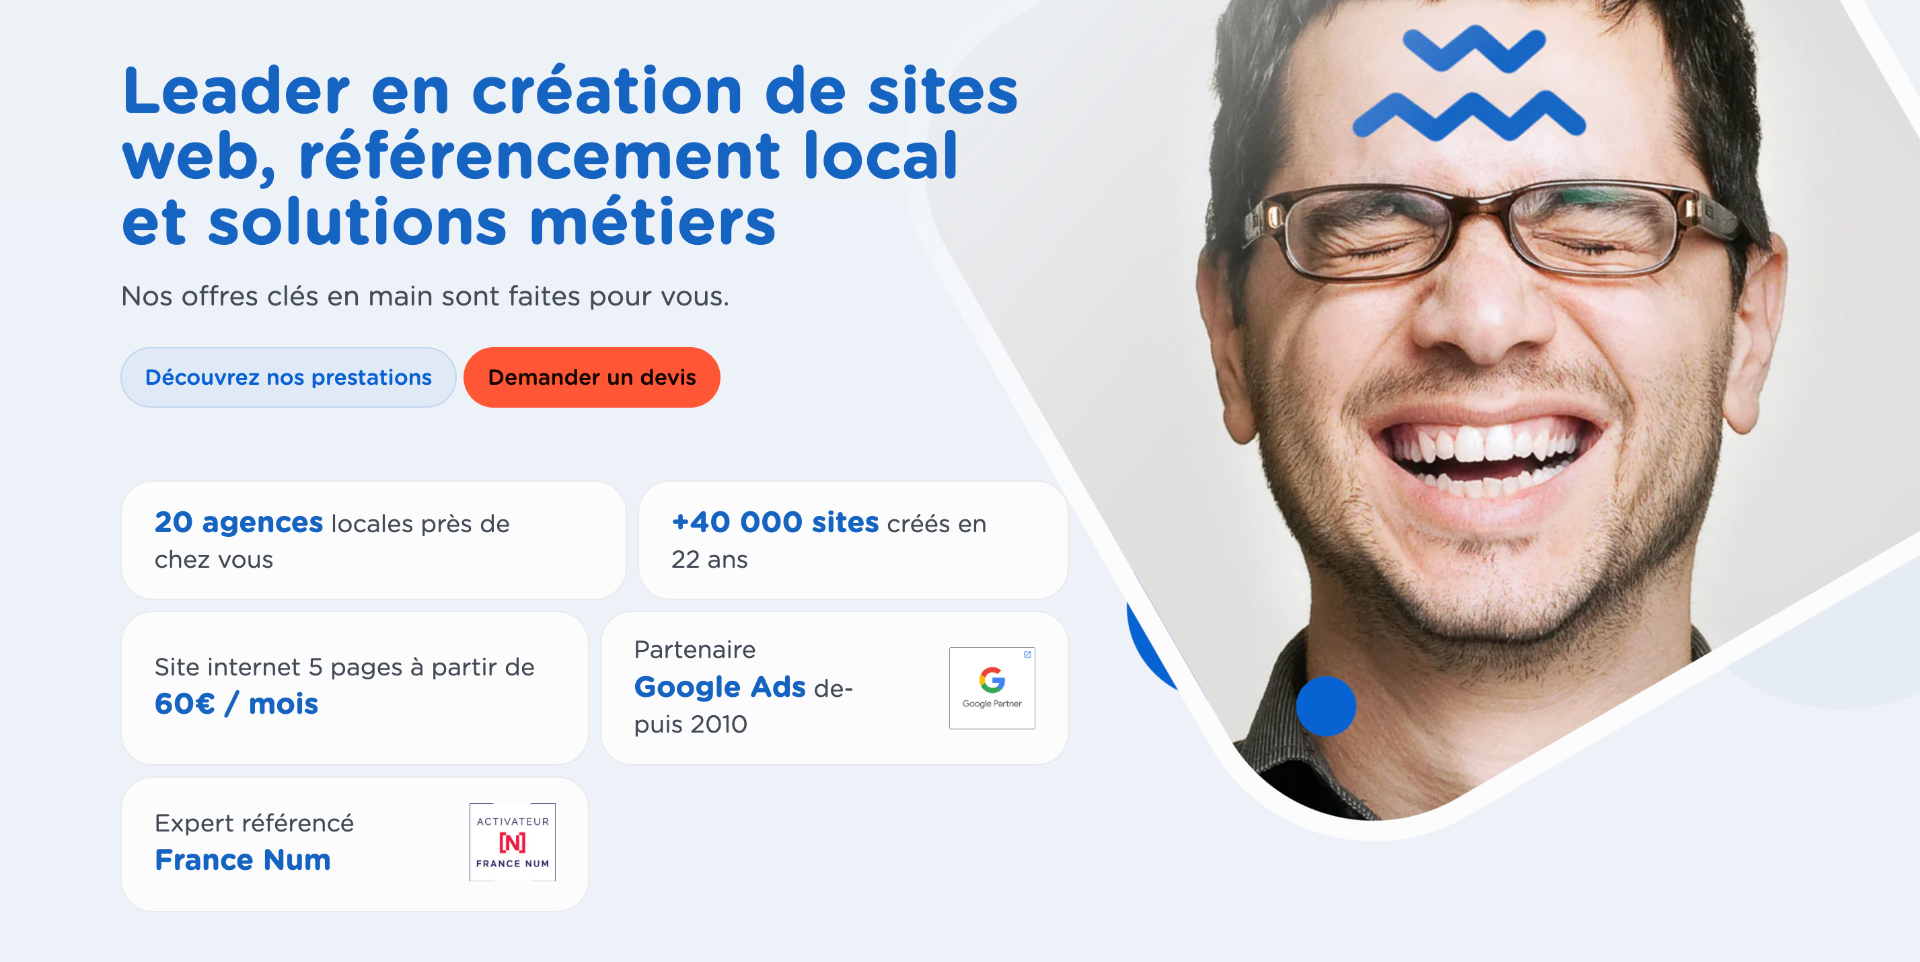 Leader en création de sites
web, référencement local
et solutions métiers
Nos offres clés en main sont faites pour vous.
Découvrez nos prestations
Demander un devis
20 agences locales près de
chez vous
+40 000 sites créés en
22 ans
Site internet 5 pages à partir de
60€ / mois
Partenaire
Google Ads de-
puis 2010
G
Google Partner
Expert référencé
France Num
ACTIVATEUR
[N]
FRANCE NUM